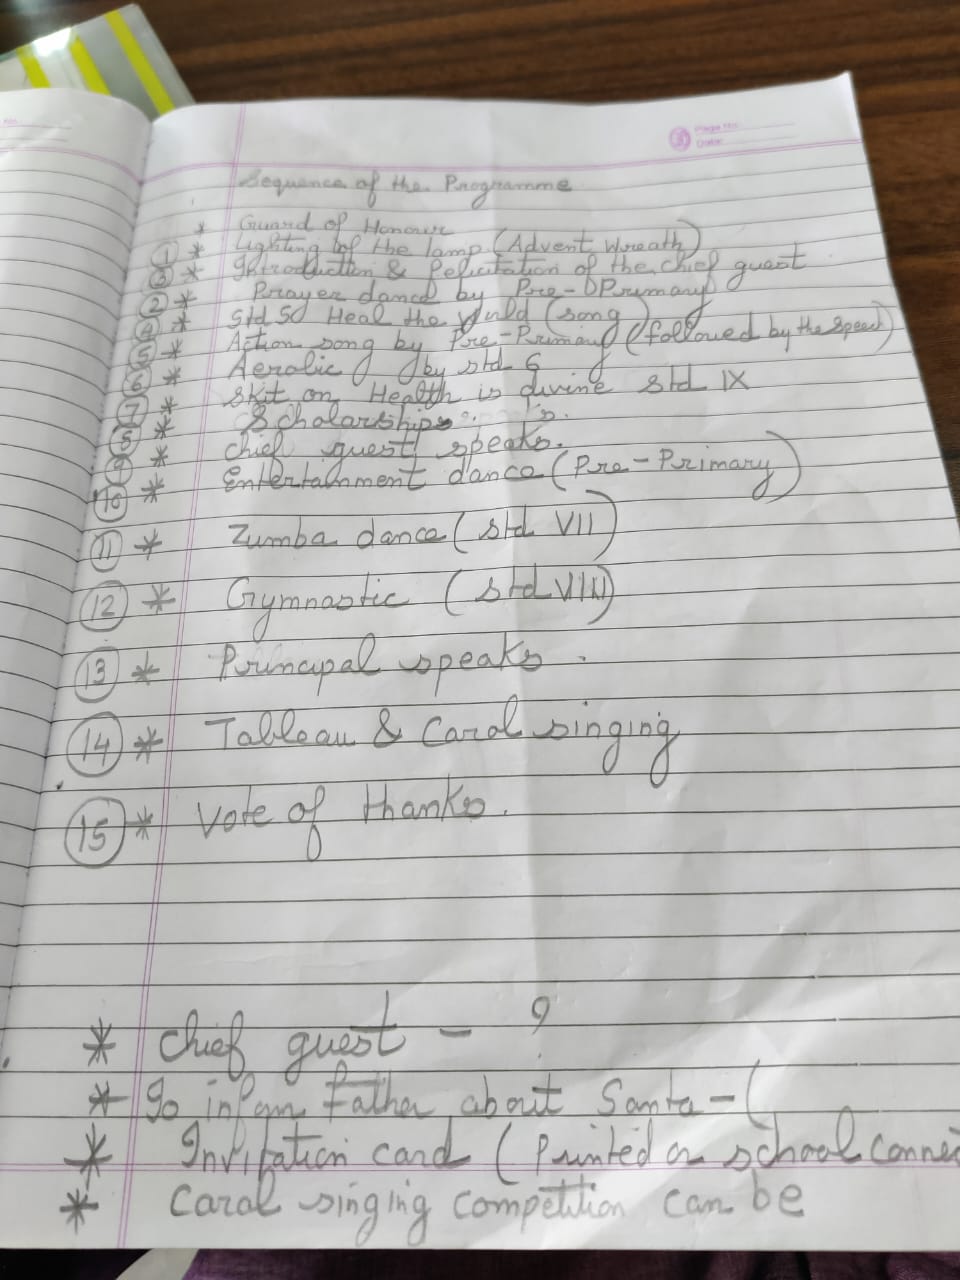 Page No.
Date
Sequence of the Programme
* Guard of Honour
① * Lighting of the lamp (Advent Wreath)
③ * Introduction & Felicitation of the chief guest
② * Prayer dance by Pre-Primary
④ * Std 5 Heal the World (song)
⑤ * Action song by Pre-Primary (followed by the speech)
⑥ * Aerobic by std 6
⑦ * Skit on Health is divine std IX
⑧ * Scholarships
⑨ * Chief guest speaks.
⑩ * Entertainment dance (Pre-Primary)
⑪ * Zumba dance (std VII)
⑫ * Gymnastic (std VIII)
⑬ * Principal speaks.
⑭ * Tableau & Carol singing
⑮ * Vote of thanks.
* Chief guest - ?
* To inform Father about Santa - (
* Invitation card (Printed or school
* Carol singing competition can be